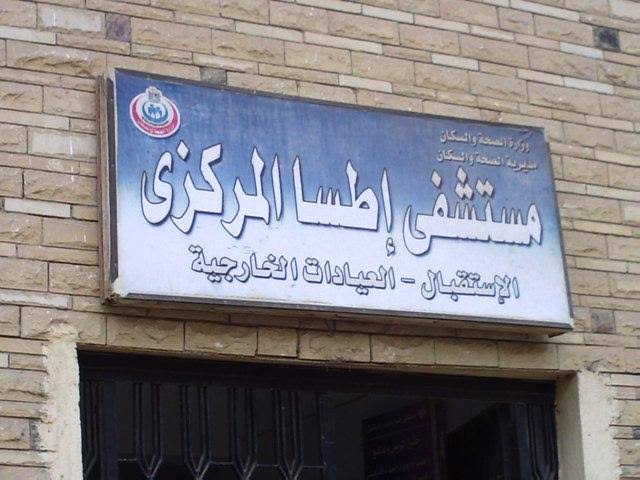 وزارة الصحة والسكان
مديرية الصحة والسكان
مستشفى إطسا المركزى
الإستقبال - العيادات الخارجية